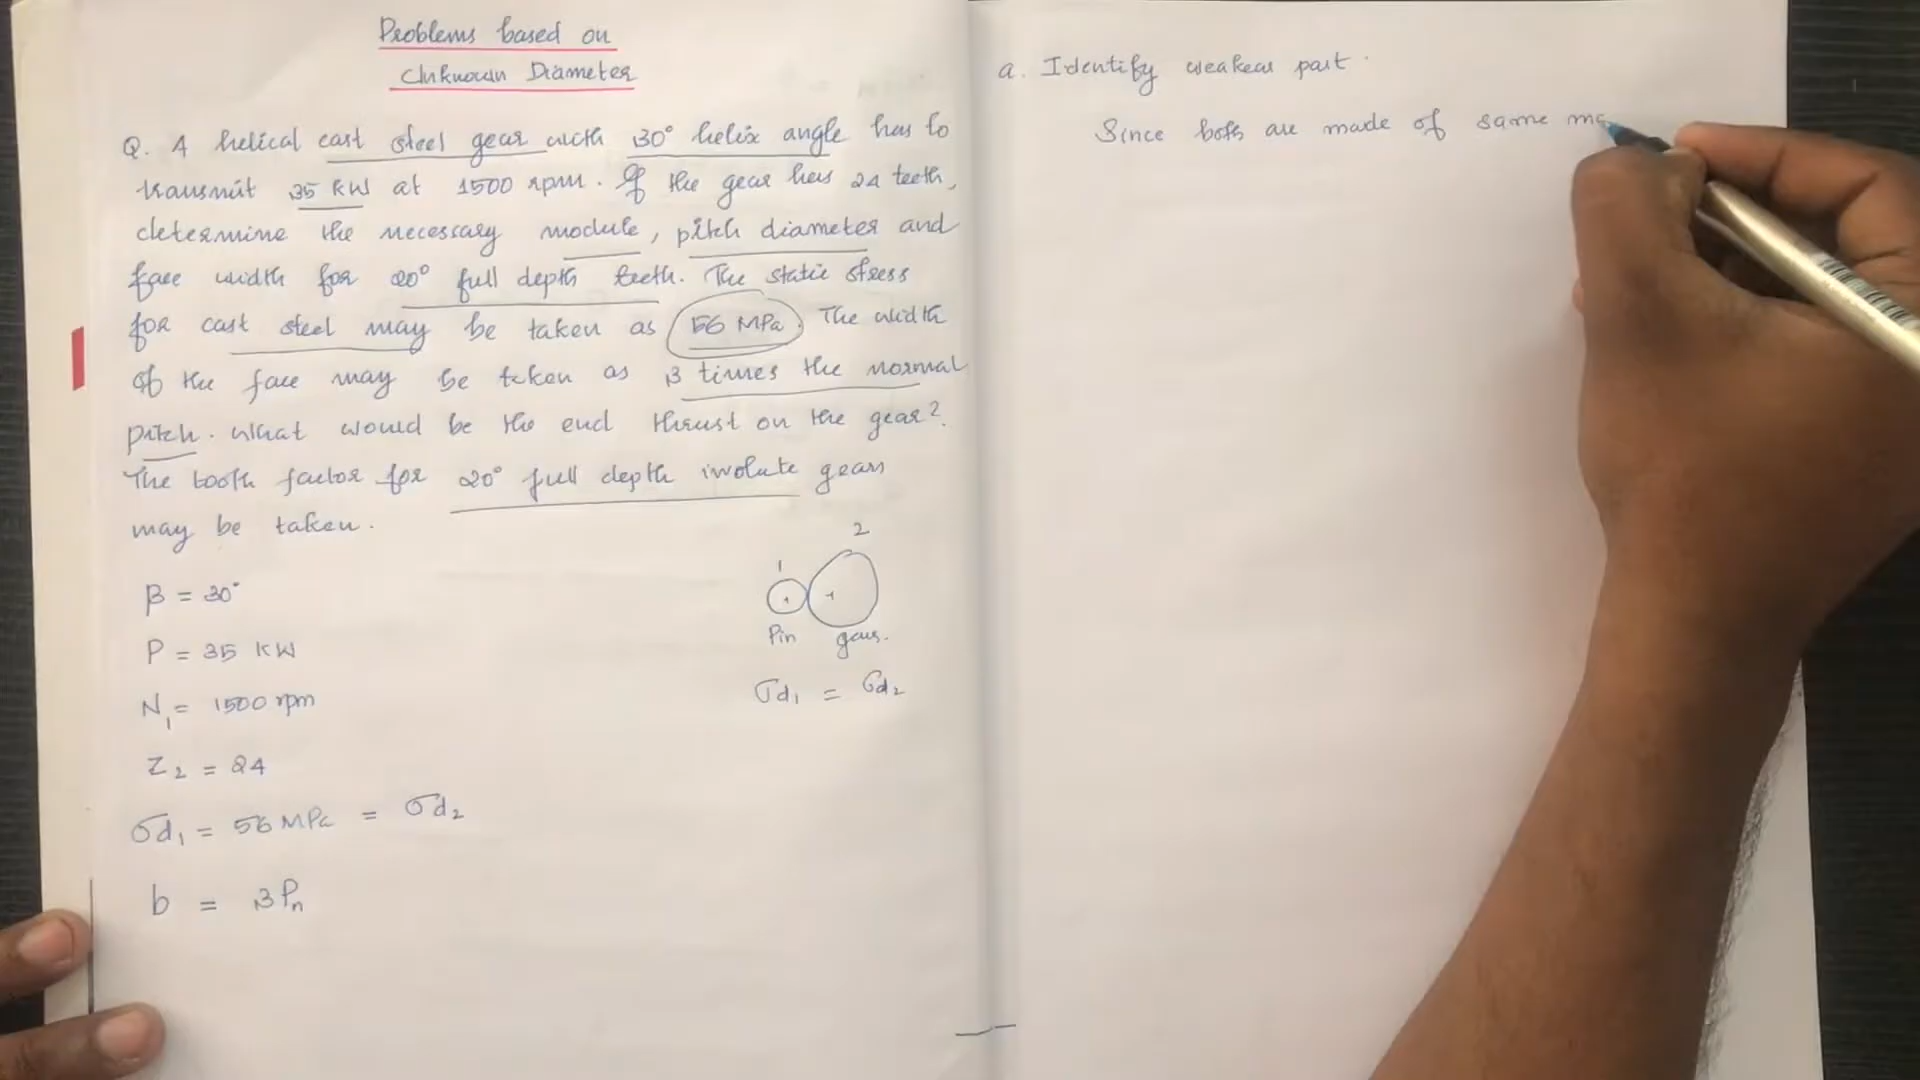 Problems based on
Unknown Diameter
Q. A helical cast steel gear with 30° helix angle has to
transmit 35 KW at 1500 rpm. If the gear has 24 teeth,
determine the necessary module, pitch diameter and
face width for 20° full depth teeth. The static stress
for cast steel may be taken as 56 MPa. The width
of the face may be taken as 3 times the normal
pitch. What would be the end thrust on the gear?
The tooth factor for 20° full depth involute gears
may be taken.
2
1
Pin gear.
σd₁ = σd₂
β = 30°
P = 35 KW
N₁ = 1500 rpm
Z₂ = 24
σd₁ = 56 MPa = σd₂
b = 3Pn
a. Identify weaker part.
Since both are made of same ma